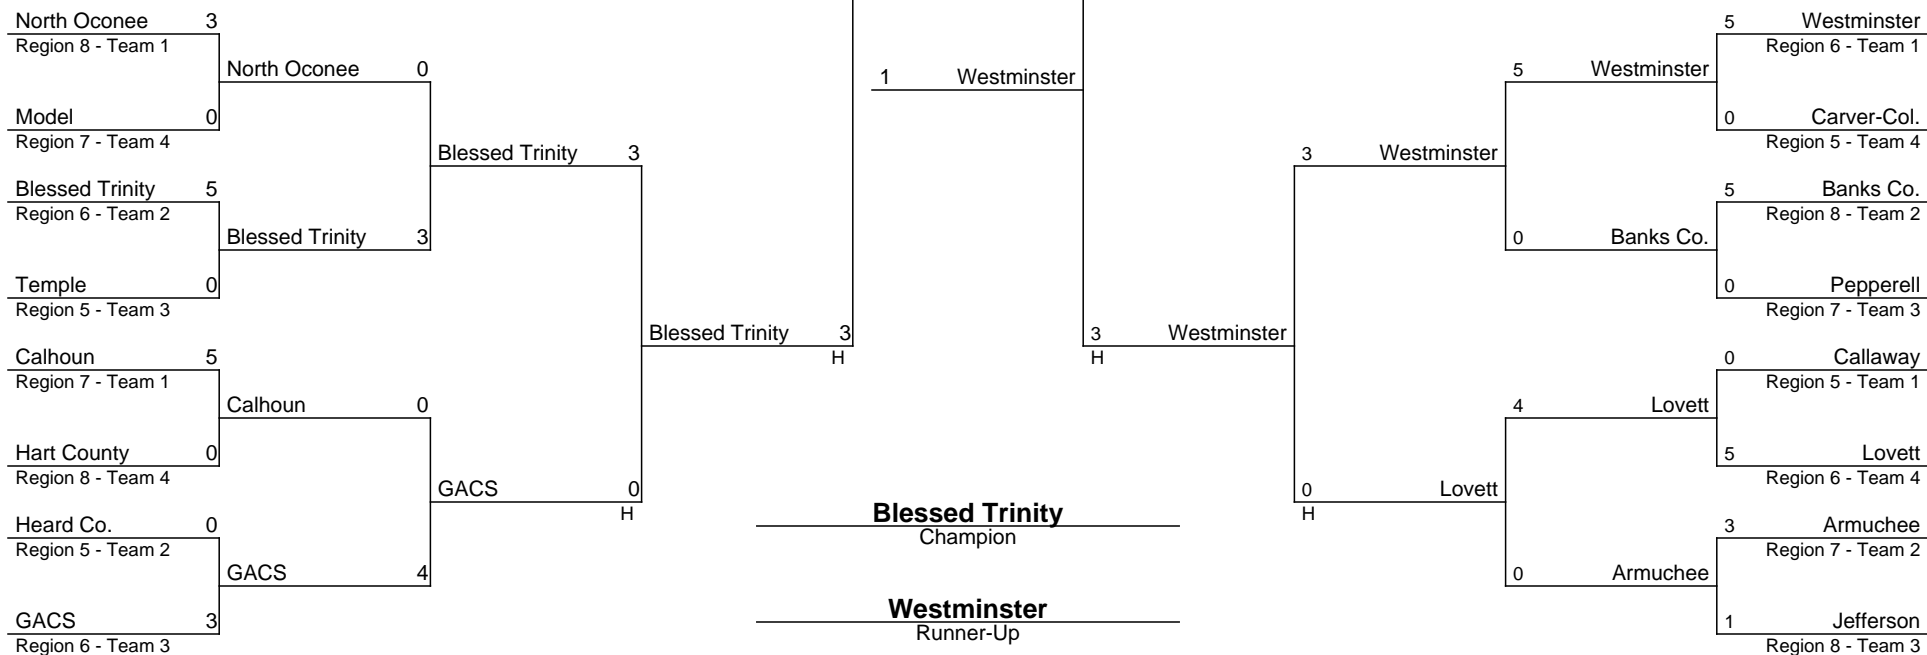 North Oconee 3
Region 8 - Team 1
North Oconee 0
Model 0
Region 7 - Team 4
Blessed Trinity 3
Blessed Trinity 5
Region 6 - Team 2
Blessed Trinity 3
Temple 0
Region 5 - Team 3
Blessed Trinity 3
H
Calhoun 5
Region 7 - Team 1
Calhoun 0
Hart County 0
Region 8 - Team 4
GACS 0
H
Heard Co. 0
Region 5 - Team 2
GACS 4
GACS 3
Region 6 - Team 3
1 Westminster
Blessed Trinity
Champion
Westminster
Runner-Up
5 Westminster
Region 6 - Team 1
5 Westminster
0 Carver-Col.
Region 5 - Team 4
3 Westminster
5 Banks Co.
Region 8 - Team 2
0 Banks Co.
0 Pepperell
Region 7 - Team 3
3 Westminster
H
0 Callaway
Region 5 - Team 1
4 Lovett
5 Lovett
Region 6 - Team 4
0 Lovett
H
3 Armuchee
Region 7 - Team 2
0 Armuchee
1 Jefferson
Region 8 - Team 3